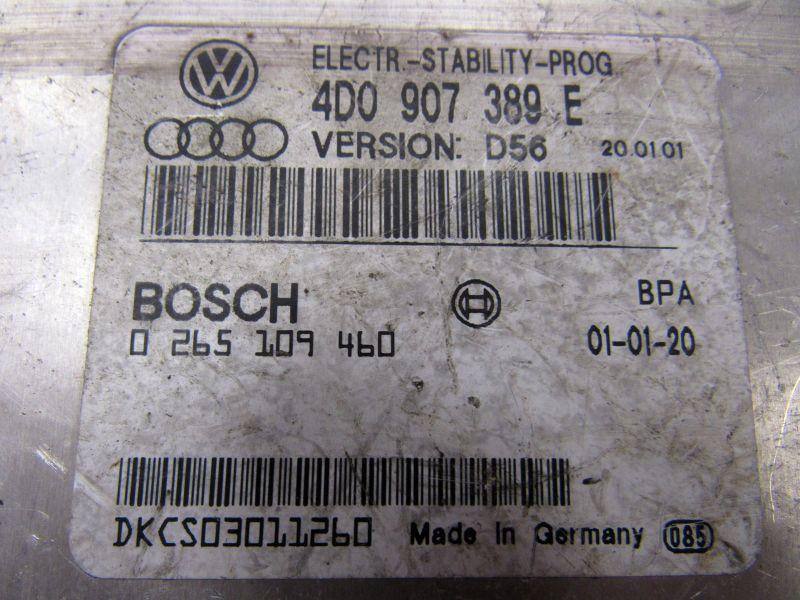 ELECTR.-STABILITY-PROG
4D0 907 389 E
VERSION: D56 20.01.01
BOSCH BPA
0 265 109 460 01-01-20
DKCS03011260 Made In Germany 085